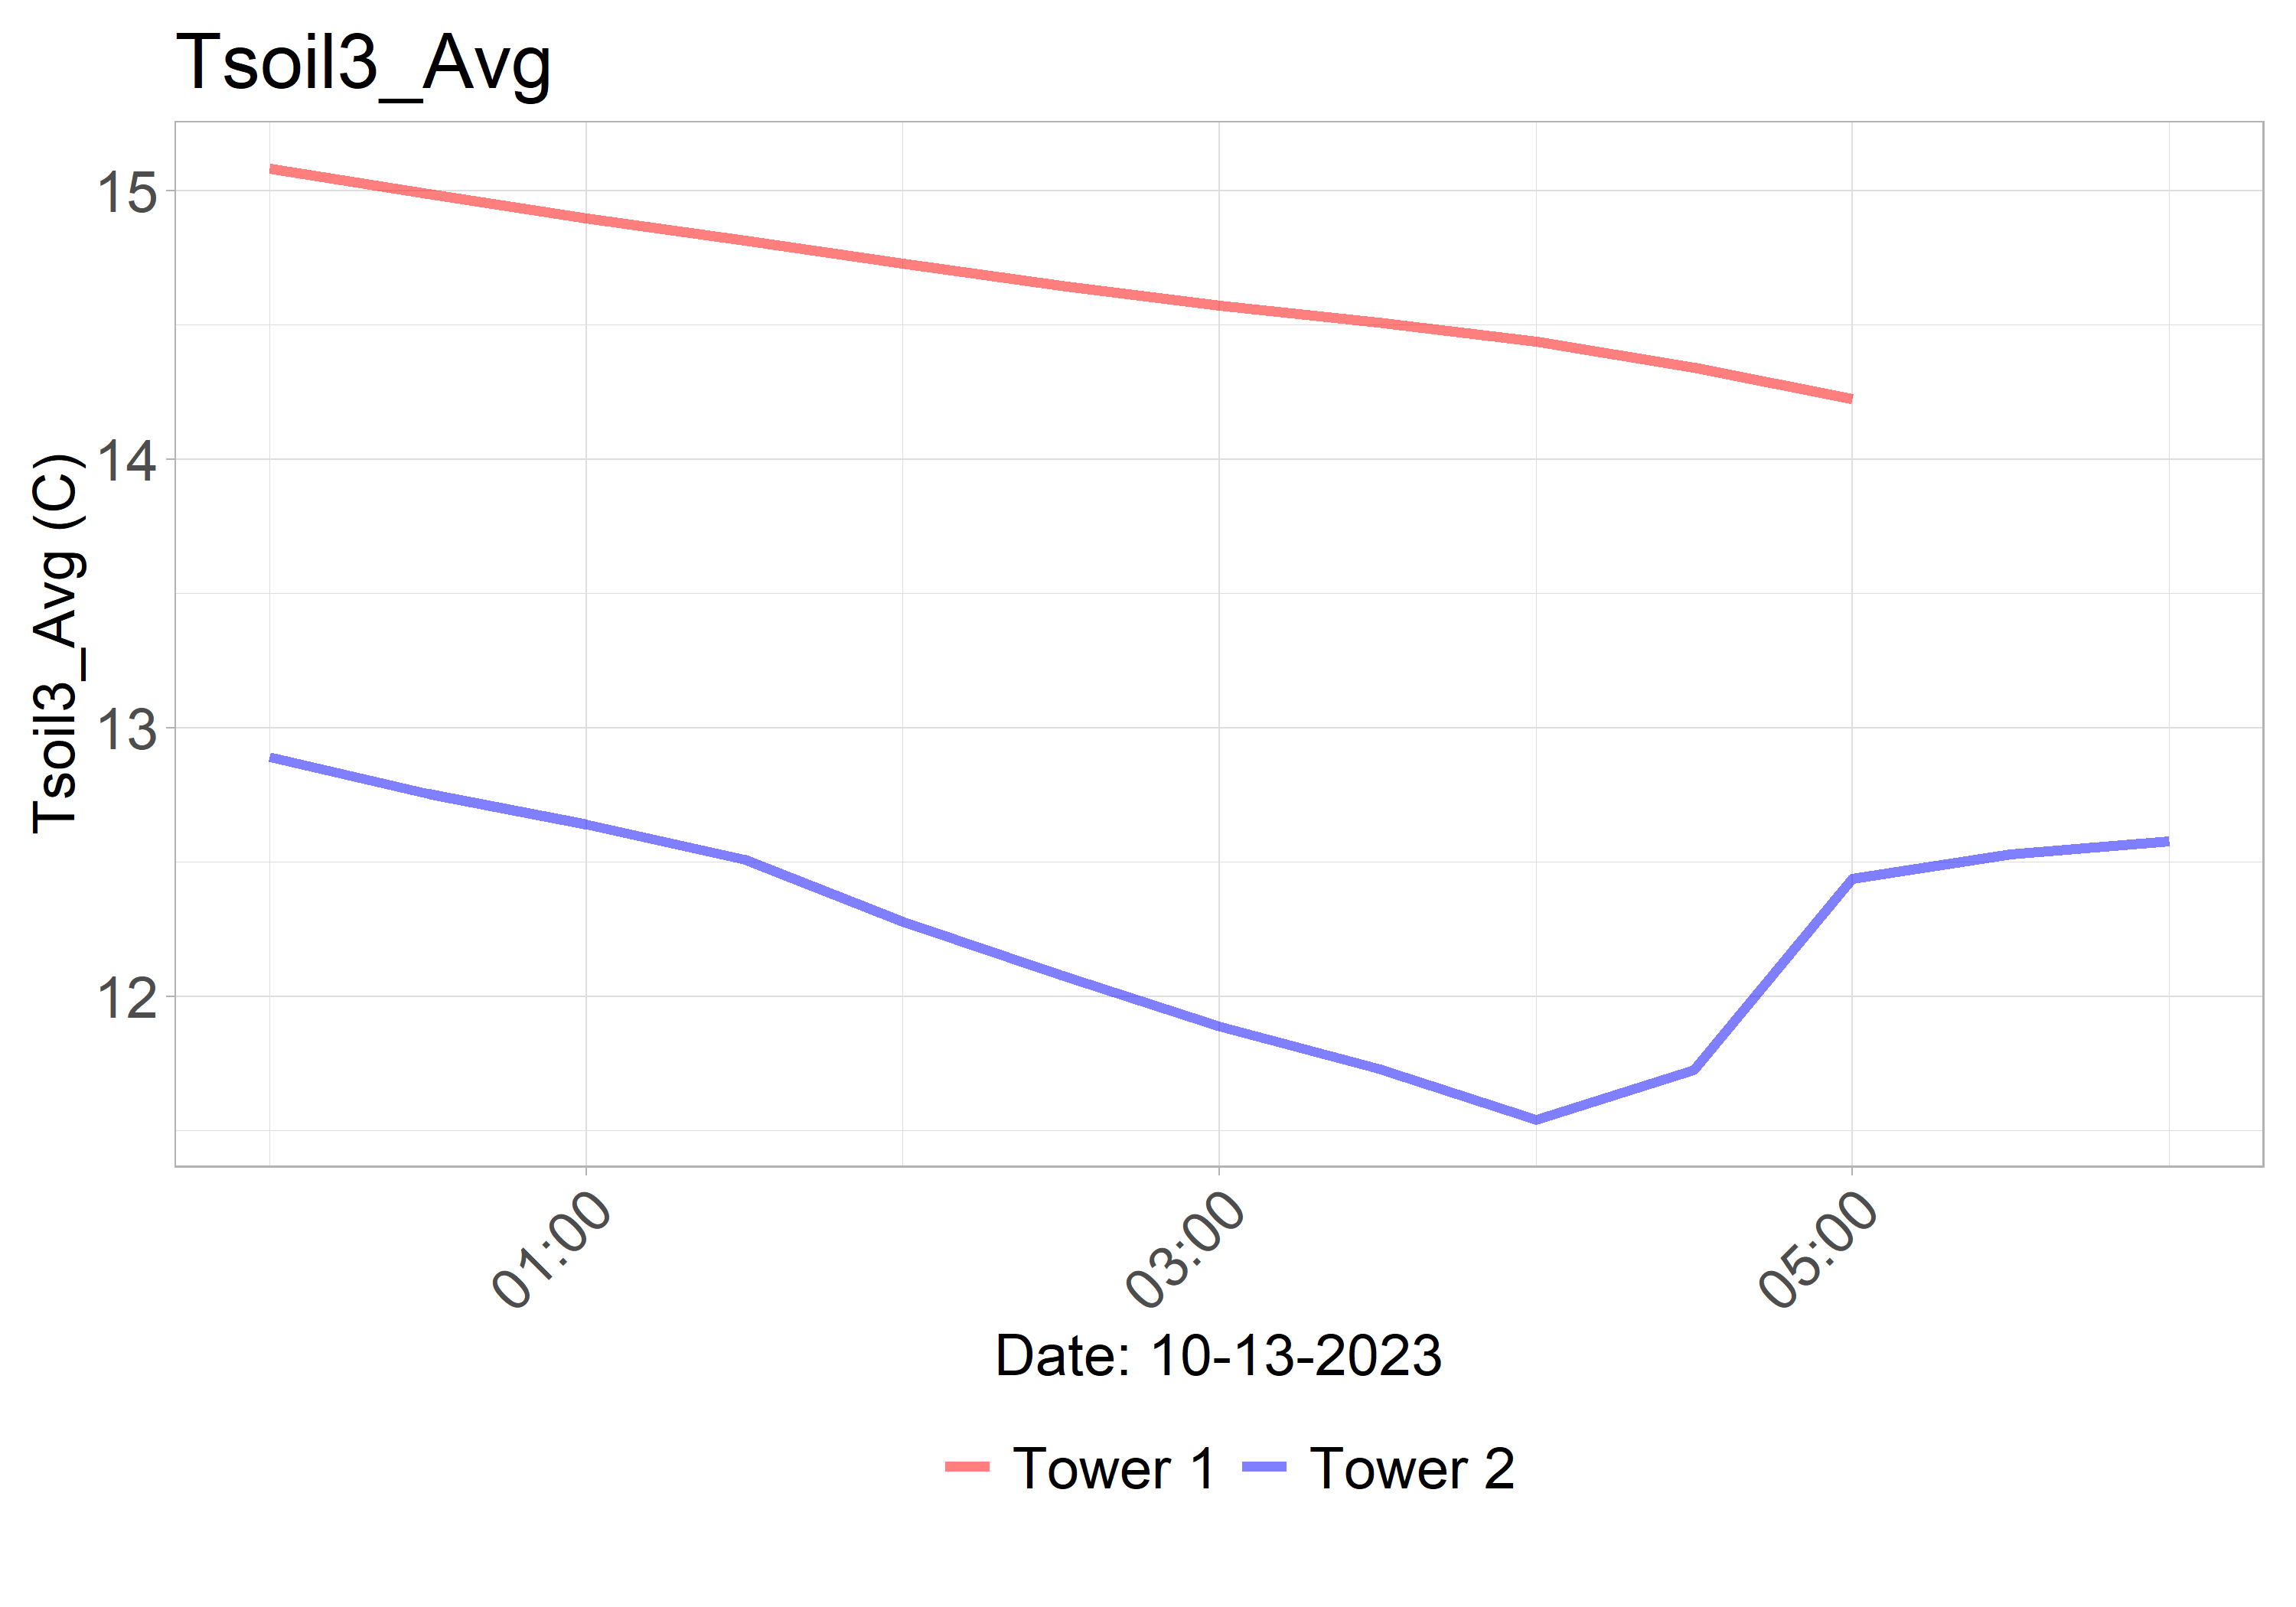 Tsoil3_Avg
Tsoil3_Avg (C)
15
14
13
12
01:00
03:00
05:00
Date: 10-13-2023
Tower 1
Tower 2